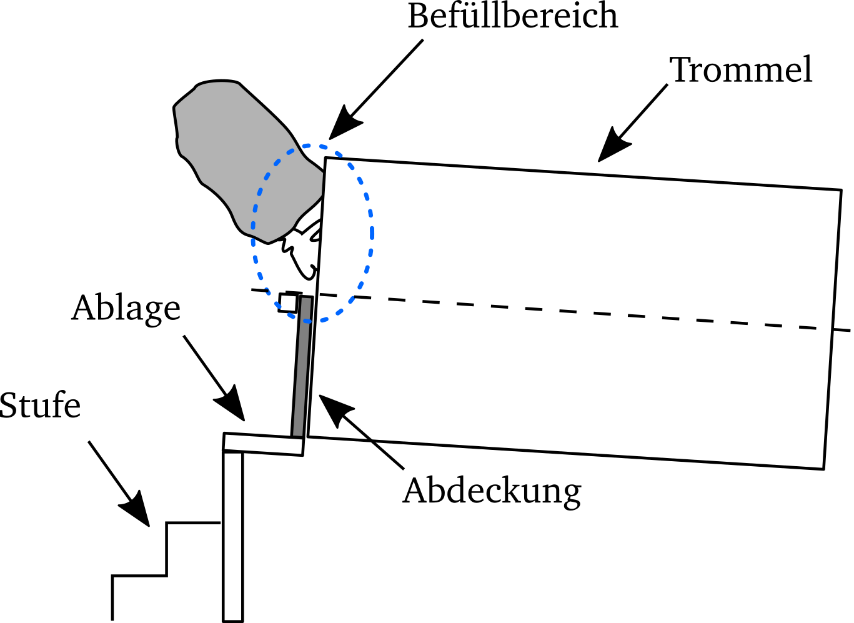 Befüllbereich
Trommel
Ablage
Stufe
Abdeckung